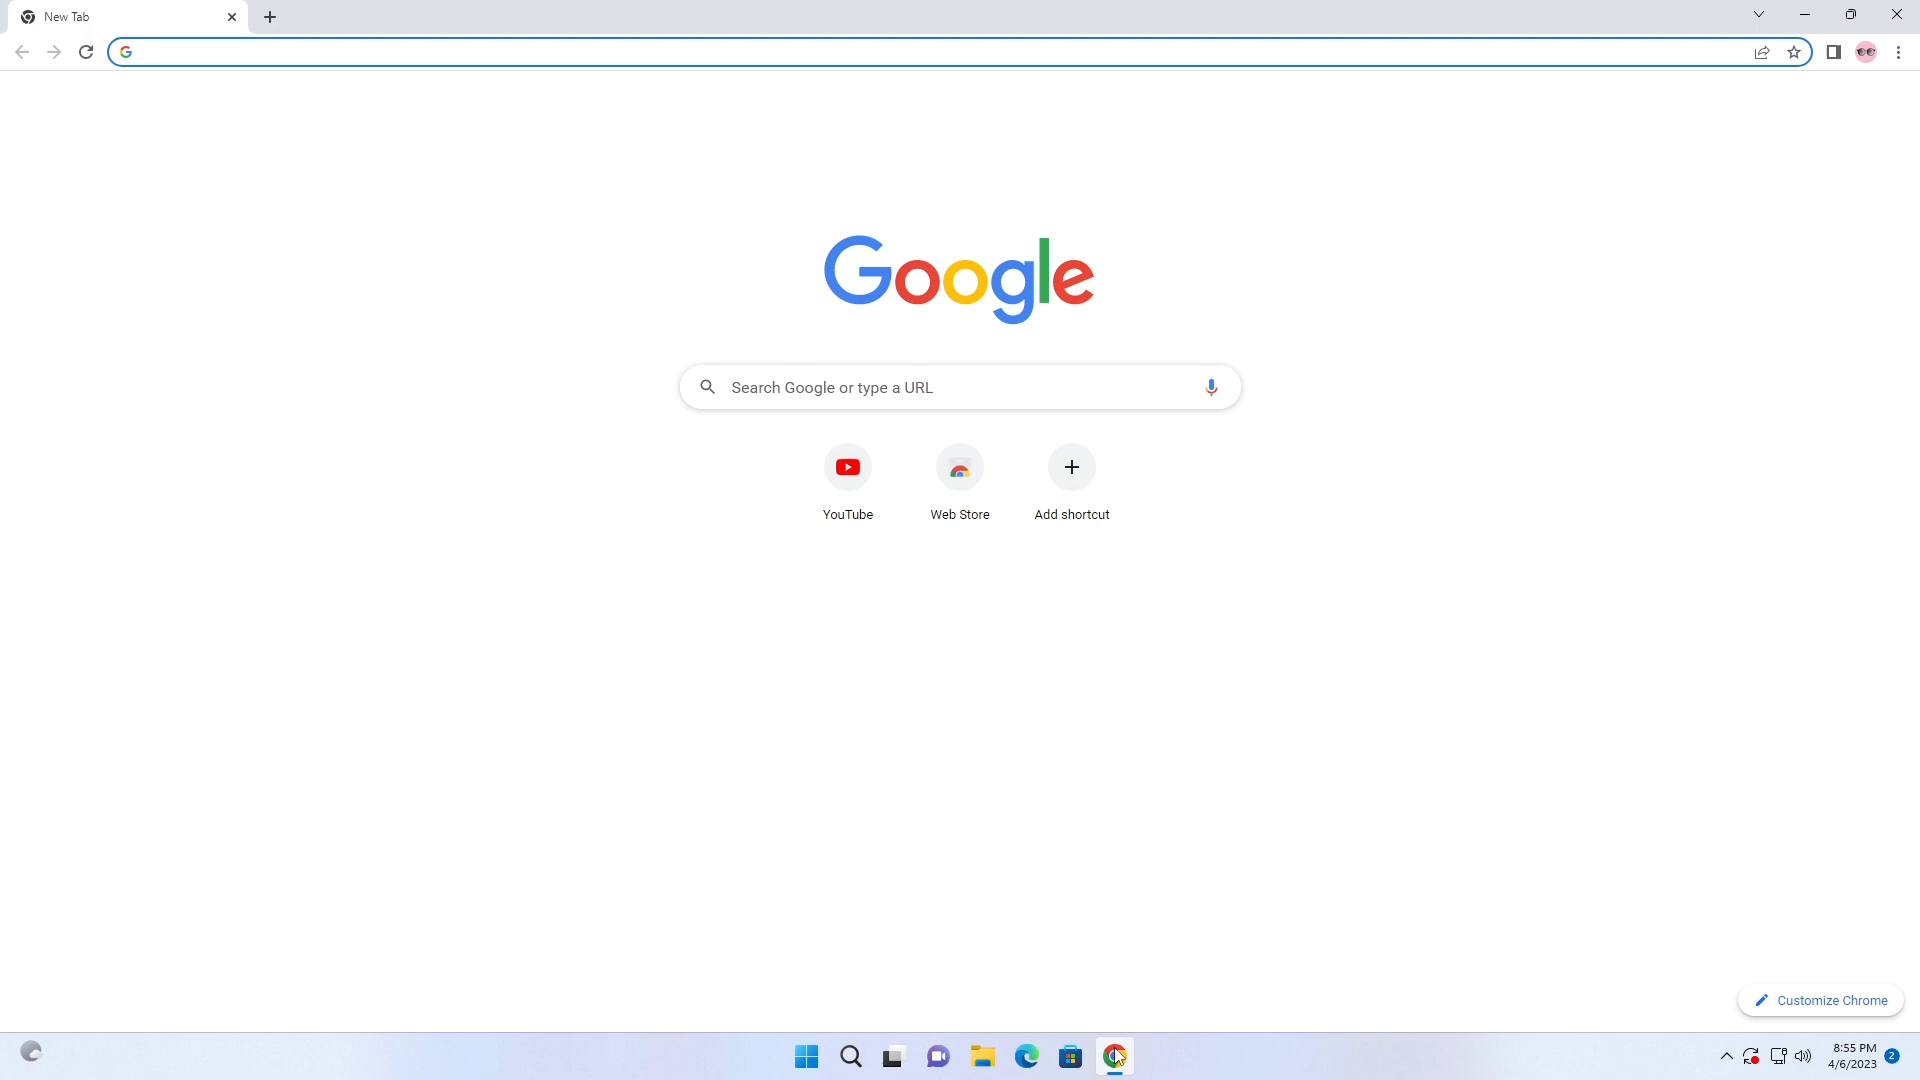 New Tab
Google
Search Google or type a URL
YouTube
Web Store
Add shortcut
Customize Chrome
8:55 PM
4/6/2023
2